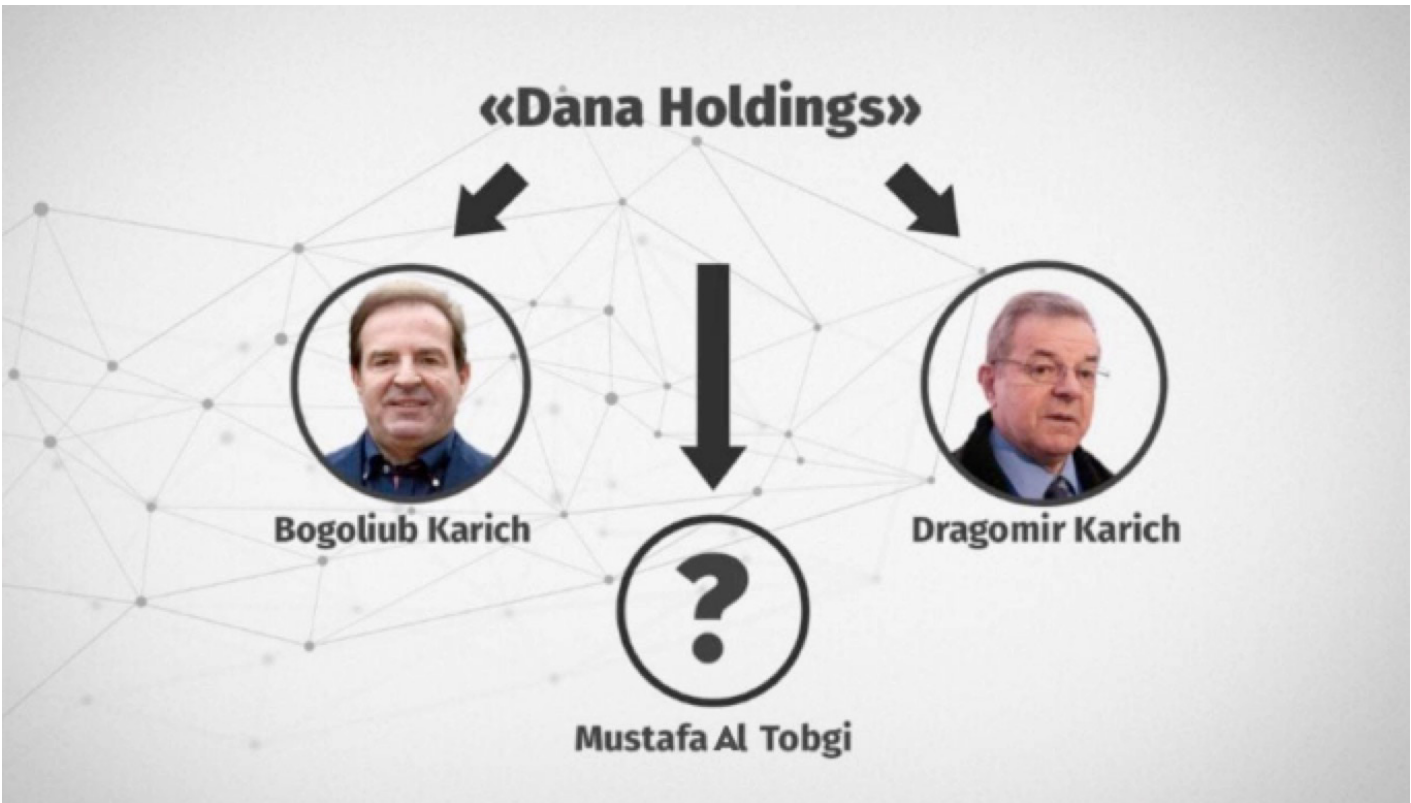 «Dana Holdings»
Bogoliub Karich
Dragomir Karich
?
Mustafa Al Tobgi